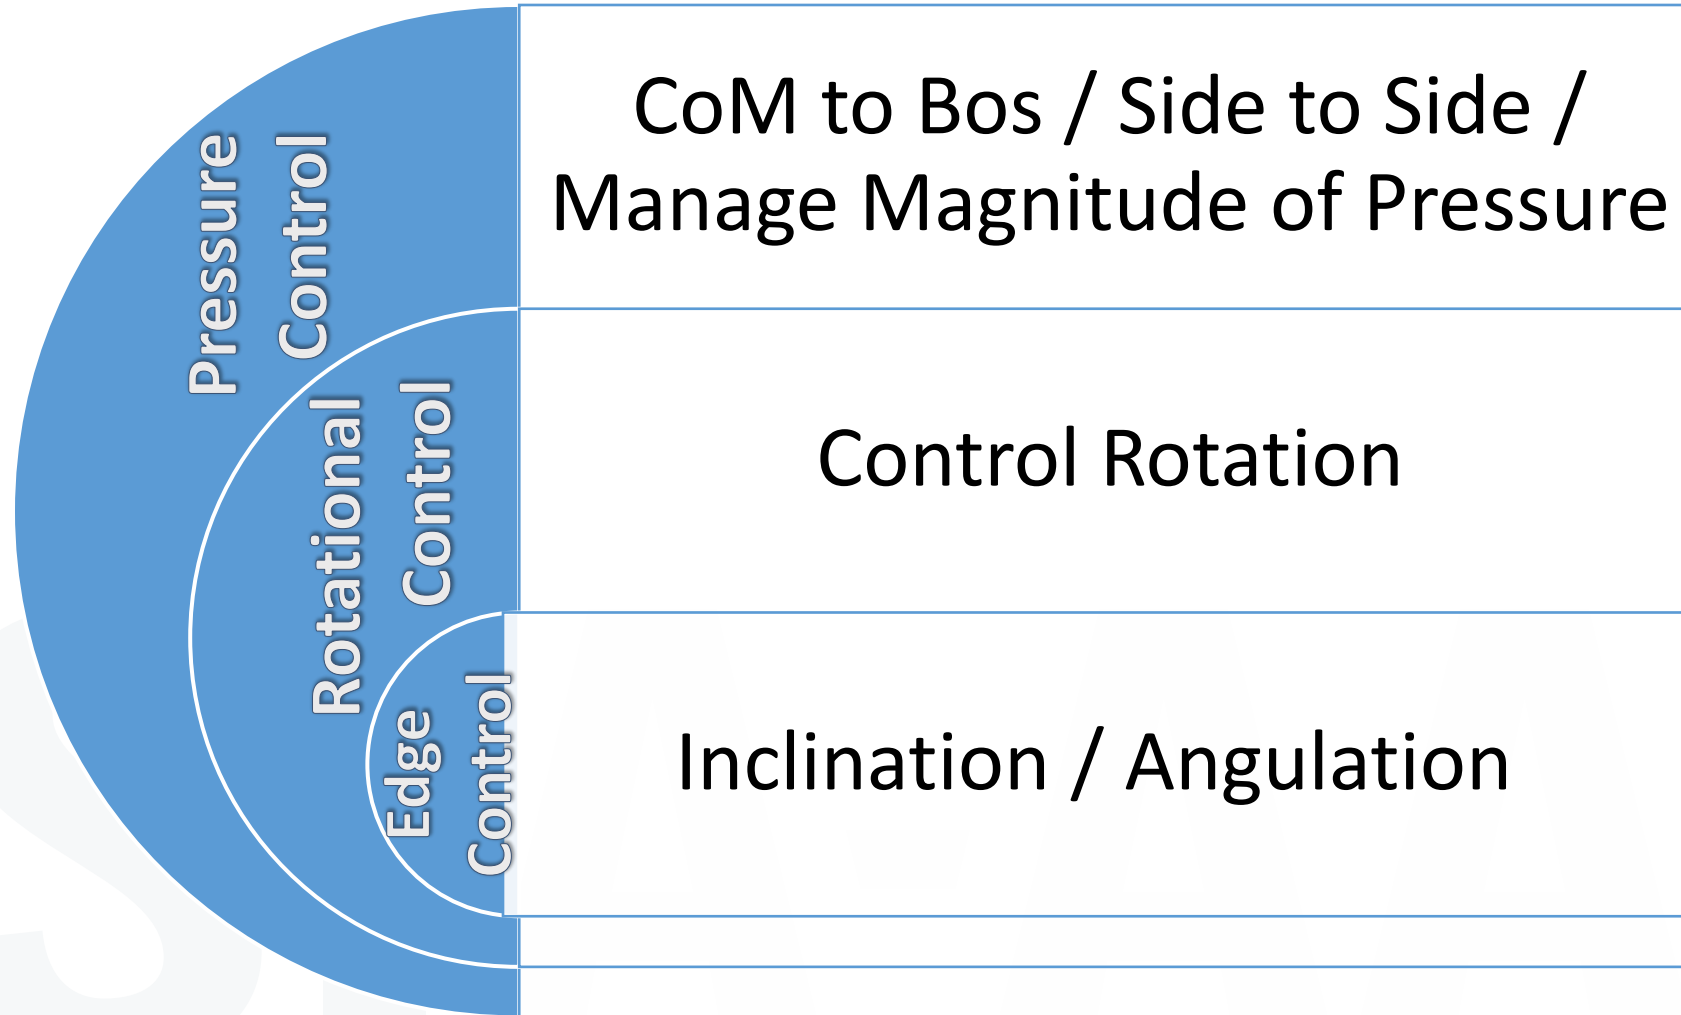 Pressure
Control
CoM to Bos / Side to Side /
Manage Magnitude of Pressure
Rotational
Control
Control Rotation
Edge
Control
Inclination / Angulation